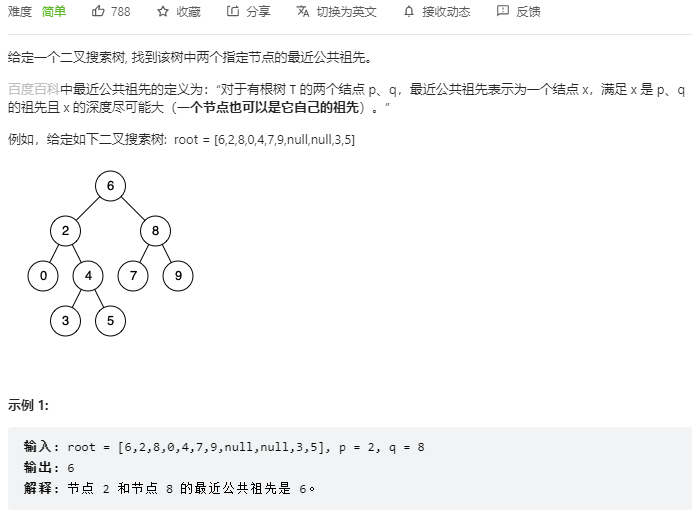 难度 简单 788 收藏 分享 切换为英文 接收动态 反馈
给定一个二叉搜索树, 找到该树中两个指定节点的最近公共祖先。
百度百科中最近公共祖先的定义为：“对于有根树 T 的两个结点 p、q，最近公共祖先表示为一个结点 x，满足 x 是 p、q
的祖先且 x 的深度尽可能大（一个节点也可以是它自己的祖先）。”
例如，给定如下二叉搜索树: root = [6,2,8,0,4,7,9,null,null,3,5]
6
2 8
0 4 7 9
3 5
示例 1:
输入: root = [6,2,8,0,4,7,9,null,null,3,5], p = 2, q = 8
输出: 6
解释: 节点 2 和节点 8 的最近公共祖先是 6。